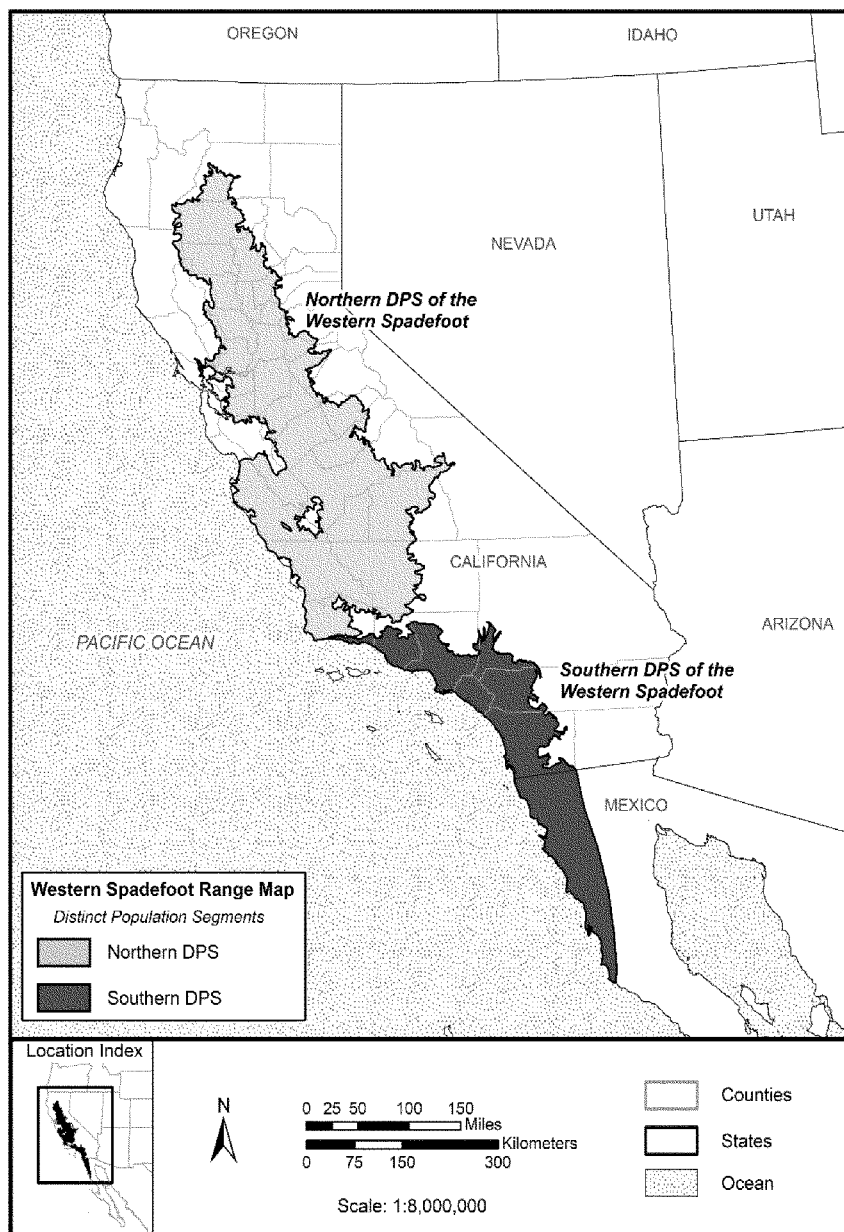 OREGON
IDAHO
NEVADA
UTAH
Northern DPS of the
Western Spadefoot
CALIFORNIA
ARIZONA
PACIFIC OCEAN
Southern DPS of the
Western Spadefoot
MEXICO
Western Spadefoot Range Map
Distinct Population Segments
Northern DPS
Southern DPS
Location Index
N
0 25 50 100 150
Miles
Kilometers
0 75 150 300
Scale: 1:8,000,000
Counties
States
Ocean